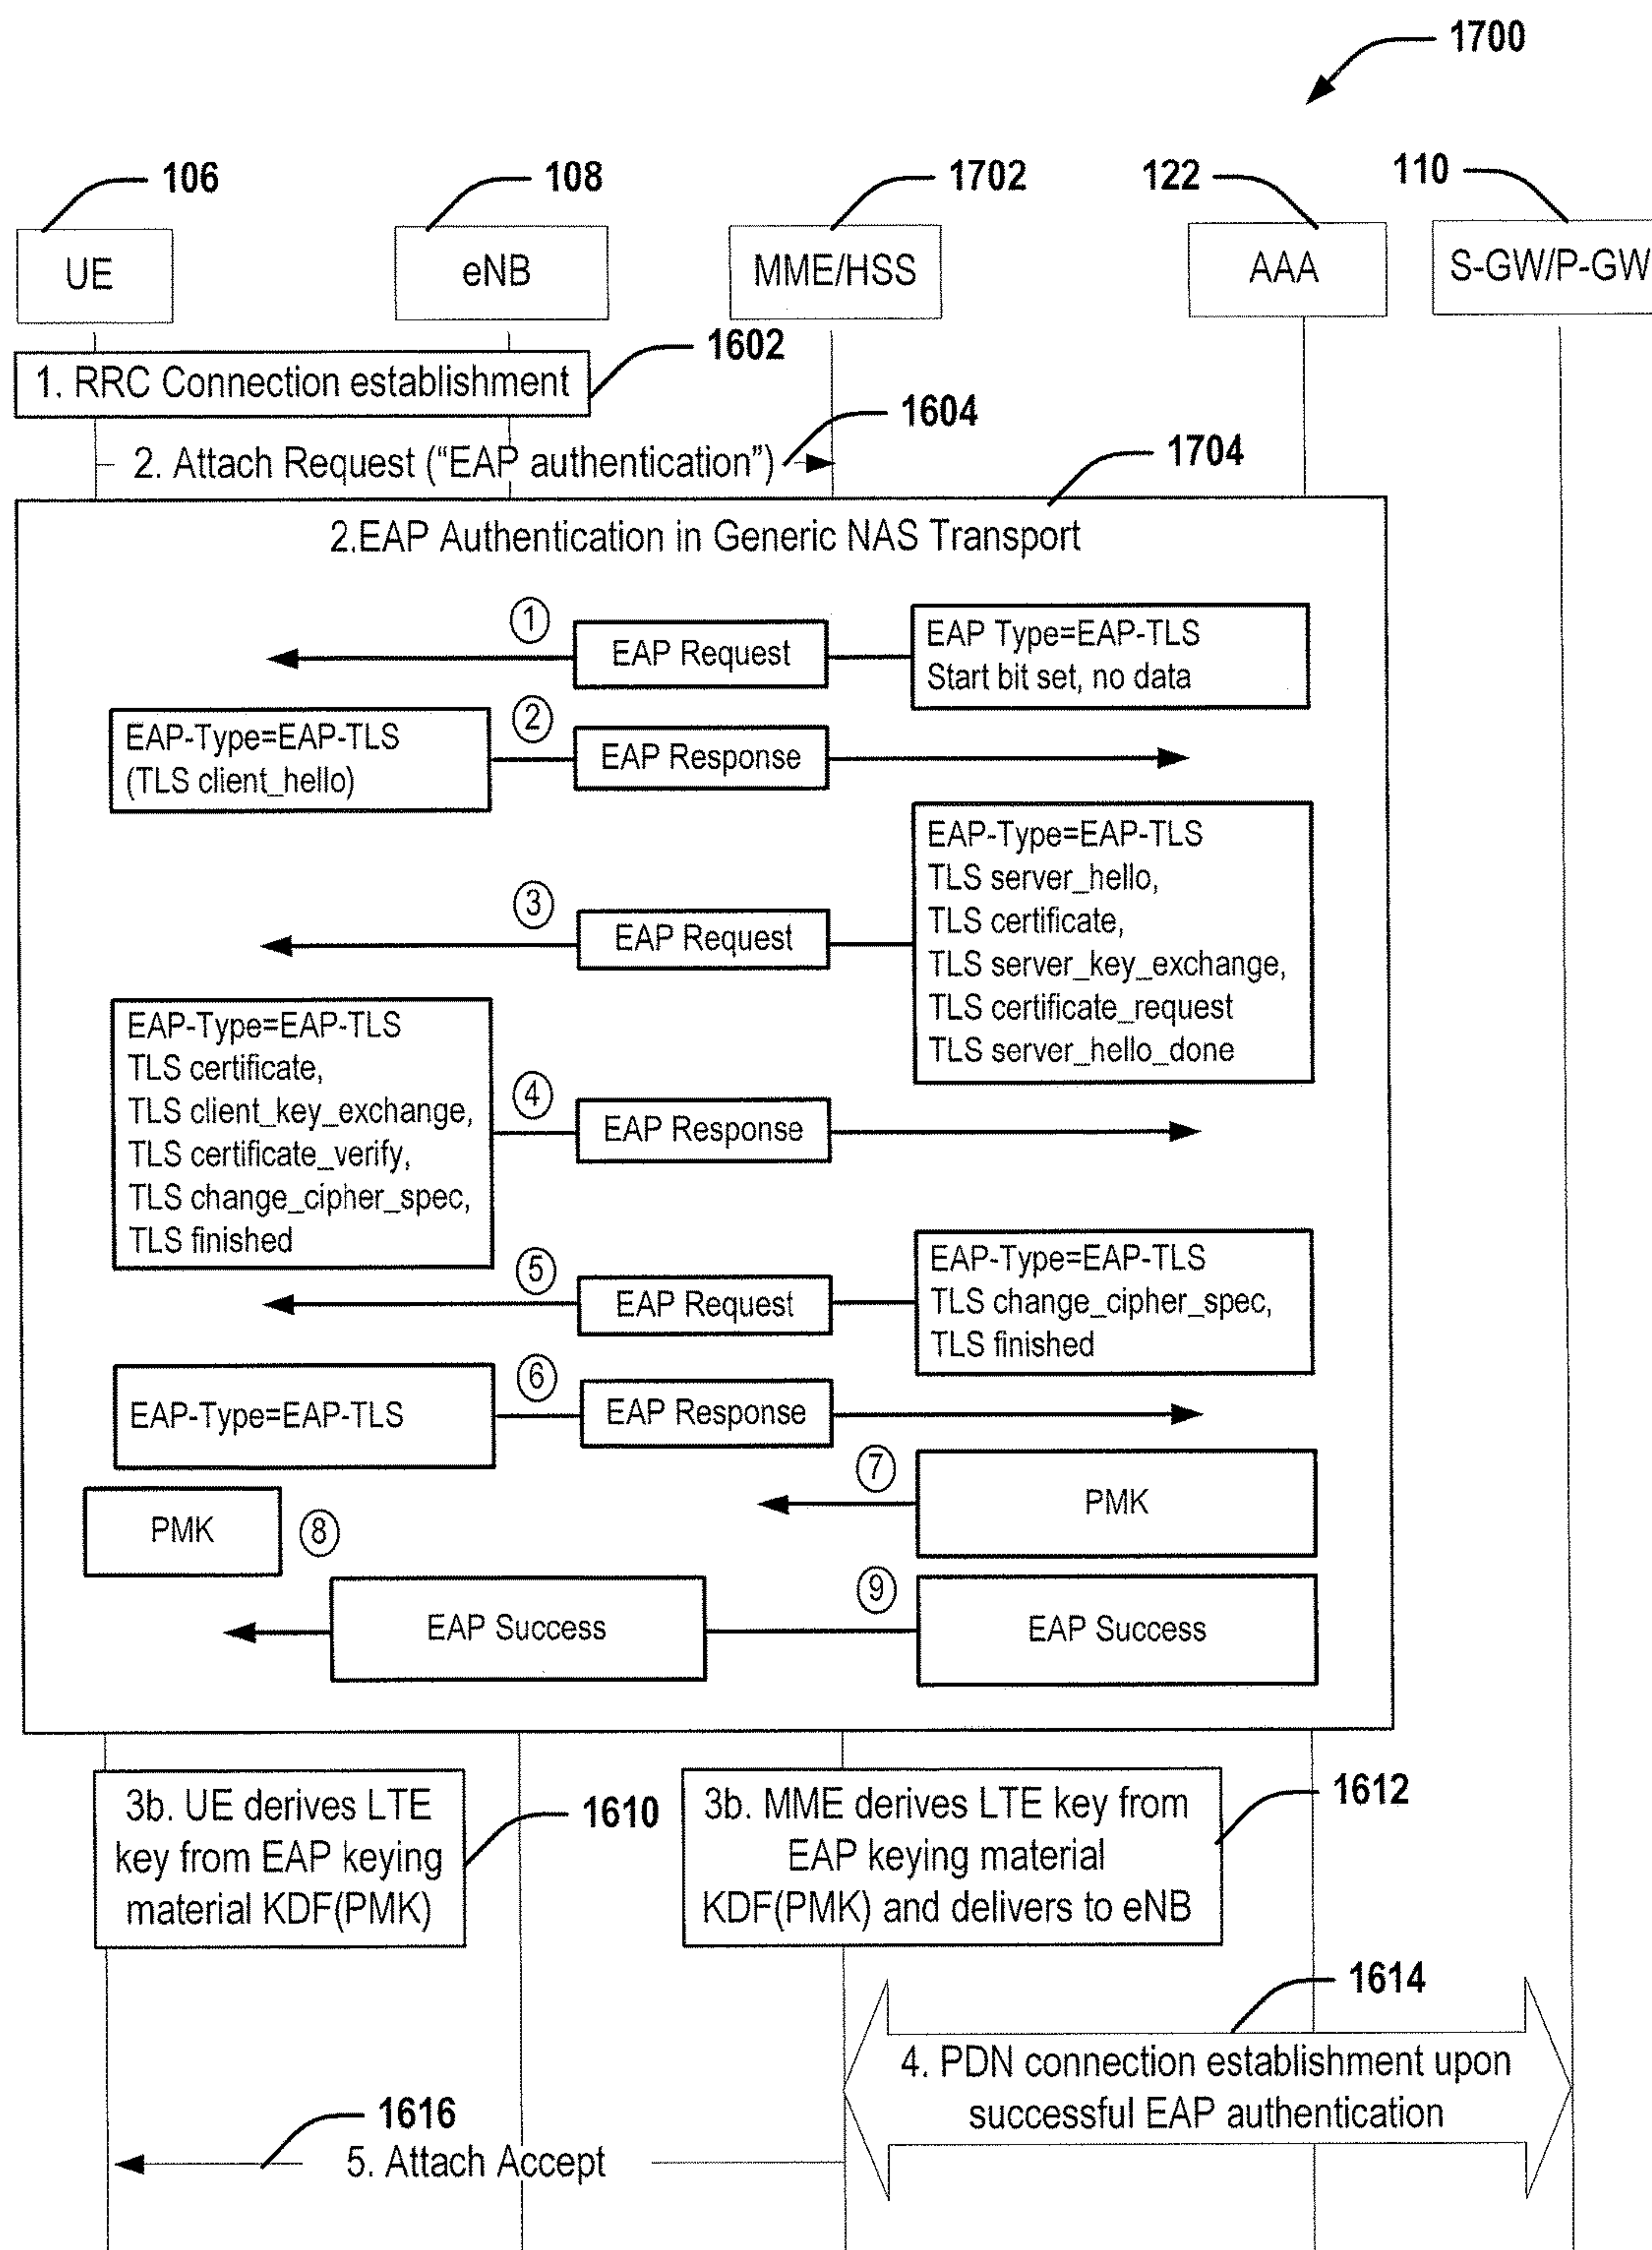 1700
106
108
1702
122
110
UE
eNB
MME/HSS
AAA
S-GW/P-GW
1602
1. RRC Connection establishment
1604
2. Attach Request (“EAP authentication”)
1704
2.EAP Authentication in Generic NAS Transport
1
EAP Request
EAP Type=EAP-TLS
Start bit set, no data
2
EAP-Type=EAP-TLS
(TLS client_hello)
EAP Response
3
EAP Request
EAP-Type=EAP-TLS
TLS server_hello,
TLS certificate,
TLS server_key_exchange,
TLS certificate_request
TLS server_hello_done
EAP-Type=EAP-TLS
TLS certificate,
TLS client_key_exchange,
TLS certificate_verify,
TLS change_cipher_spec,
TLS finished
4
EAP Response
5
EAP Request
EAP-Type=EAP-TLS
TLS change_cipher_spec,
TLS finished
6
EAP-Type=EAP-TLS
EAP Response
7
PMK
PMK
8
9
EAP Success
EAP Success
3b. UE derives LTE
key from EAP keying
material KDF(PMK)
1610
3b. MME derives LTE key from
EAP keying material
KDF(PMK) and delivers to eNB
1612
1614
4. PDN connection establishment upon
successful EAP authentication
1616
5. Attach Accept